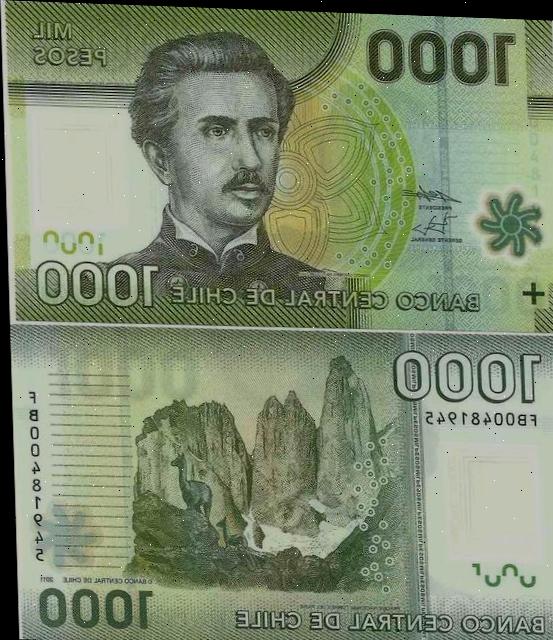 MIL
PESOS
1000
PRESIDENTE
GERENTE GENERAL
1000
1000
BANCO CENTRAL DE CHILE
1000
FB00481945
FB00481945
© BANCO CENTRAL DE CHILE 2011
1000
BANCO CENTRAL DE CHILE